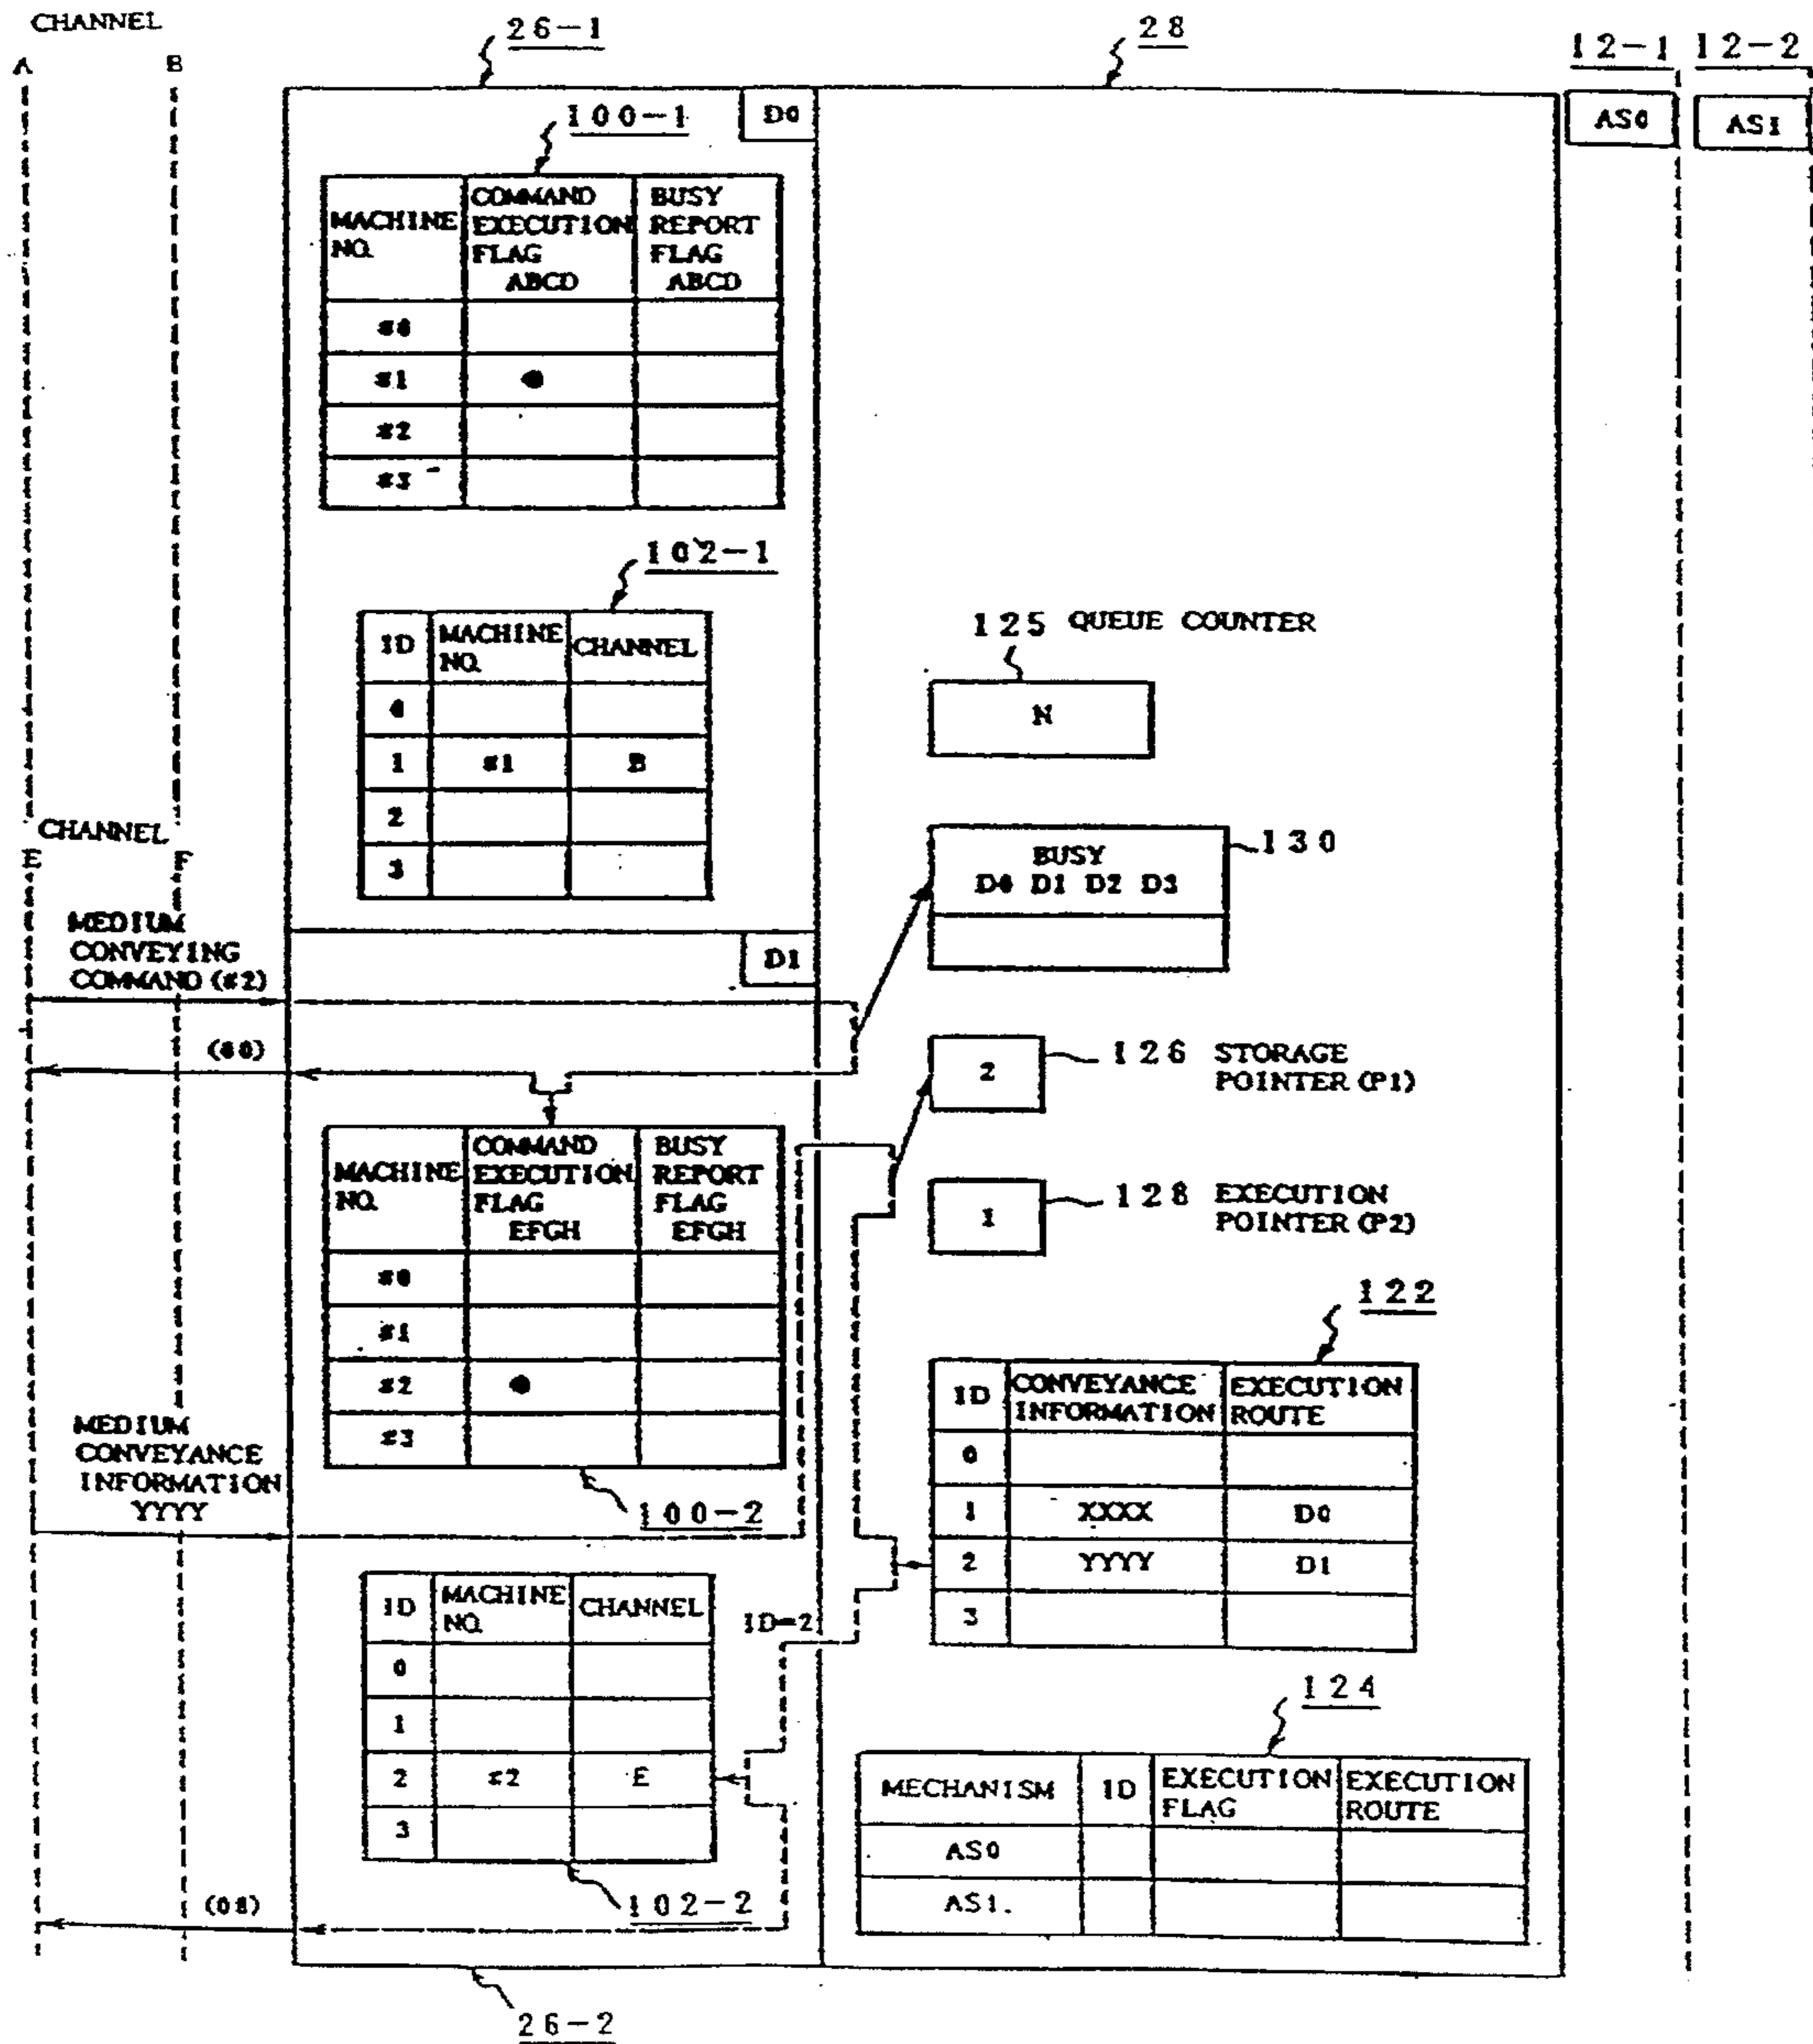 CHANNEL
A B
26-1
28
12-1 12-2
D0
AS0
AS1
100-1
MACHINE NO.
COMMAND EXECUTION FLAG ABCD
BUSY REPORT FLAG ABCD
#0
#1 ●
#2
#3
102-1
ID MACHINE NO. CHANNEL
0
1 #1 B
2
3
125 QUEUE COUNTER
N
CHANNEL
E F
130
BUSY
D0 D1 D2 D3
MEDIUM
CONVEYING
COMMAND (#2)
D1
(00)
2
126 STORAGE
POINTER (P1)
1
128 EXECUTION
POINTER (P2)
MACHINE NO.
COMMAND EXECUTION FLAG EFGH
BUSY REPORT FLAG EFGH
#0
#1
#2 ●
#3
100-2
MEDIUM
CONVEYANCE
INFORMATION
YYYY
122
ID CONVEYANCE INFORMATION EXECUTION ROUTE
0
1 XXXX D0
2 YYYY D1
3
ID MACHINE NO. CHANNEL
0
1
2 #2 E
3
ID=2
102-2
(08)
124
MECHANISM ID EXECUTION FLAG EXECUTION ROUTE
AS0
AS1.
26-2